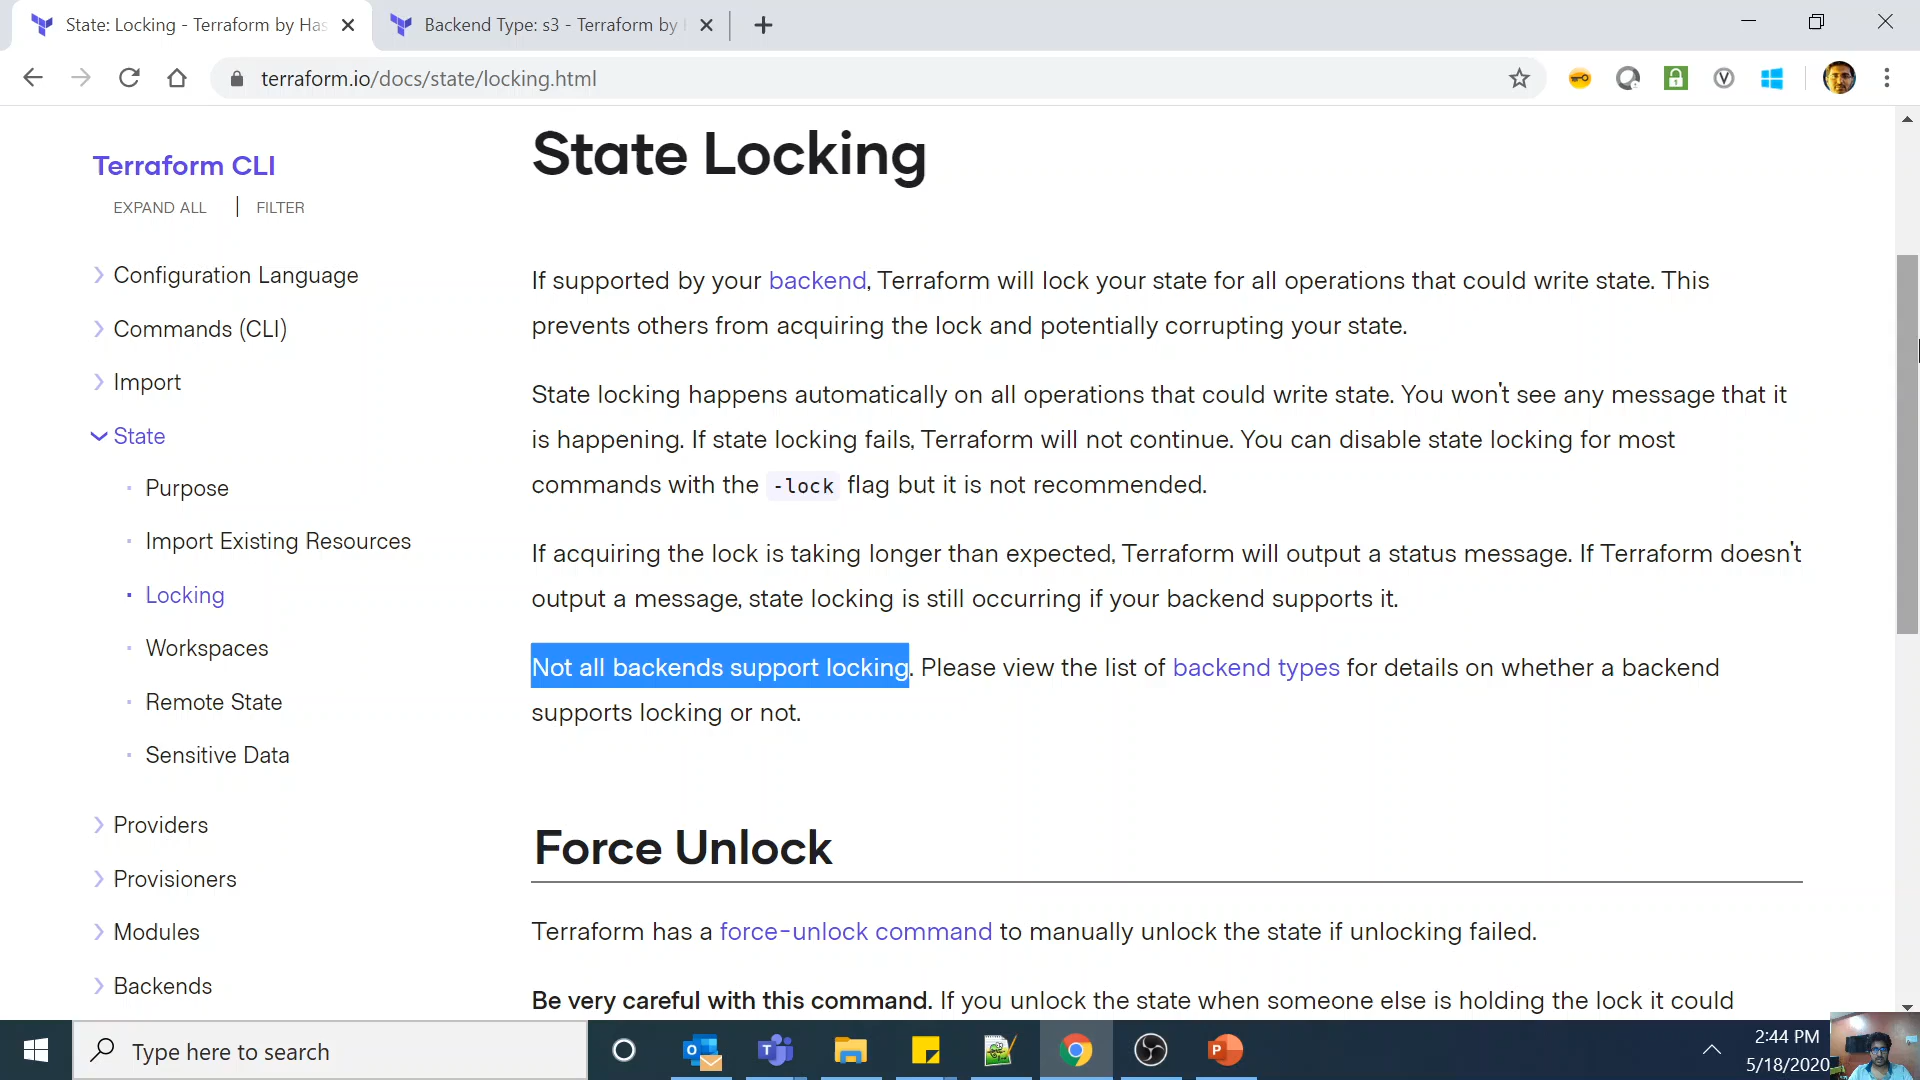 State: Locking - Terraform by Has
Backend Type: s3 - Terraform by
terraform.io/docs/state/locking.html
Terraform CLI
EXPAND ALL | FILTER
Configuration Language
Commands (CLI)
Import
State
Purpose
Import Existing Resources
Locking
Workspaces
Remote State
Sensitive Data
Providers
Provisioners
Modules
Backends
State Locking
If supported by your backend, Terraform will lock your state for all operations that could write state. This
prevents others from acquiring the lock and potentially corrupting your state.
State locking happens automatically on all operations that could write state. You won't see any message that it
is happening. If state locking fails, Terraform will not continue. You can disable state locking for most
commands with the -lock flag but it is not recommended.
If acquiring the lock is taking longer than expected, Terraform will output a status message. If Terraform doesn't
output a message, state locking is still occurring if your backend supports it.
Not all backends support locking. Please view the list of backend types for details on whether a backend
supports locking or not.
Force Unlock
Terraform has a force-unlock command to manually unlock the state if unlocking failed.
Be very careful with this command. If you unlock the state when someone else is holding the lock it could
Type here to search
2:44 PM
5/18/2020